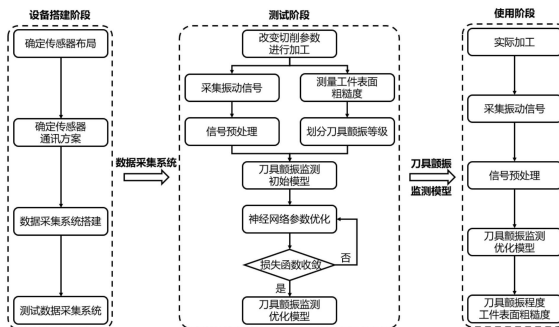 设备搭建阶段
确定传感器布局
确定传感器
通讯方案
数据采集系统搭建
测试数据采集系统
数据采集系统
测试阶段
改变切削参数
进行加工
采集振动信号
测量工件表面
粗糙度
信号预处理
划分刀具颤振等级
刀具颤振监测
初始模型
神经网络参数优化
损失函数收敛
否
是
刀具颤振监测
优化模型
刀具颤振
监测模型
使用阶段
实际加工
采集振动信号
信号预处理
刀具颤振监测
优化模型
刀具颤振程度
工件表面粗糙度